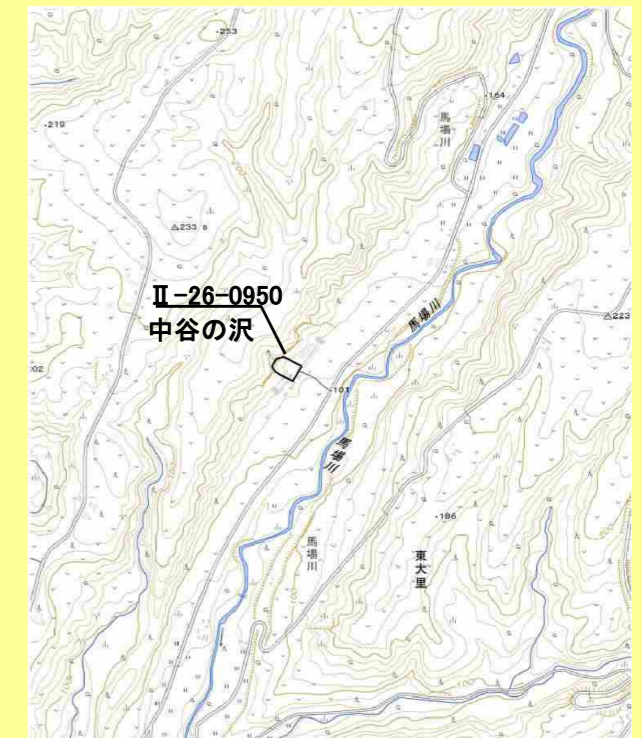 ・253
・164
馬場川
・219
△233.8
Ⅱ-26-0950
中谷の沢
馬場川
△223
・101
馬場川
・186
馬場川
東大里